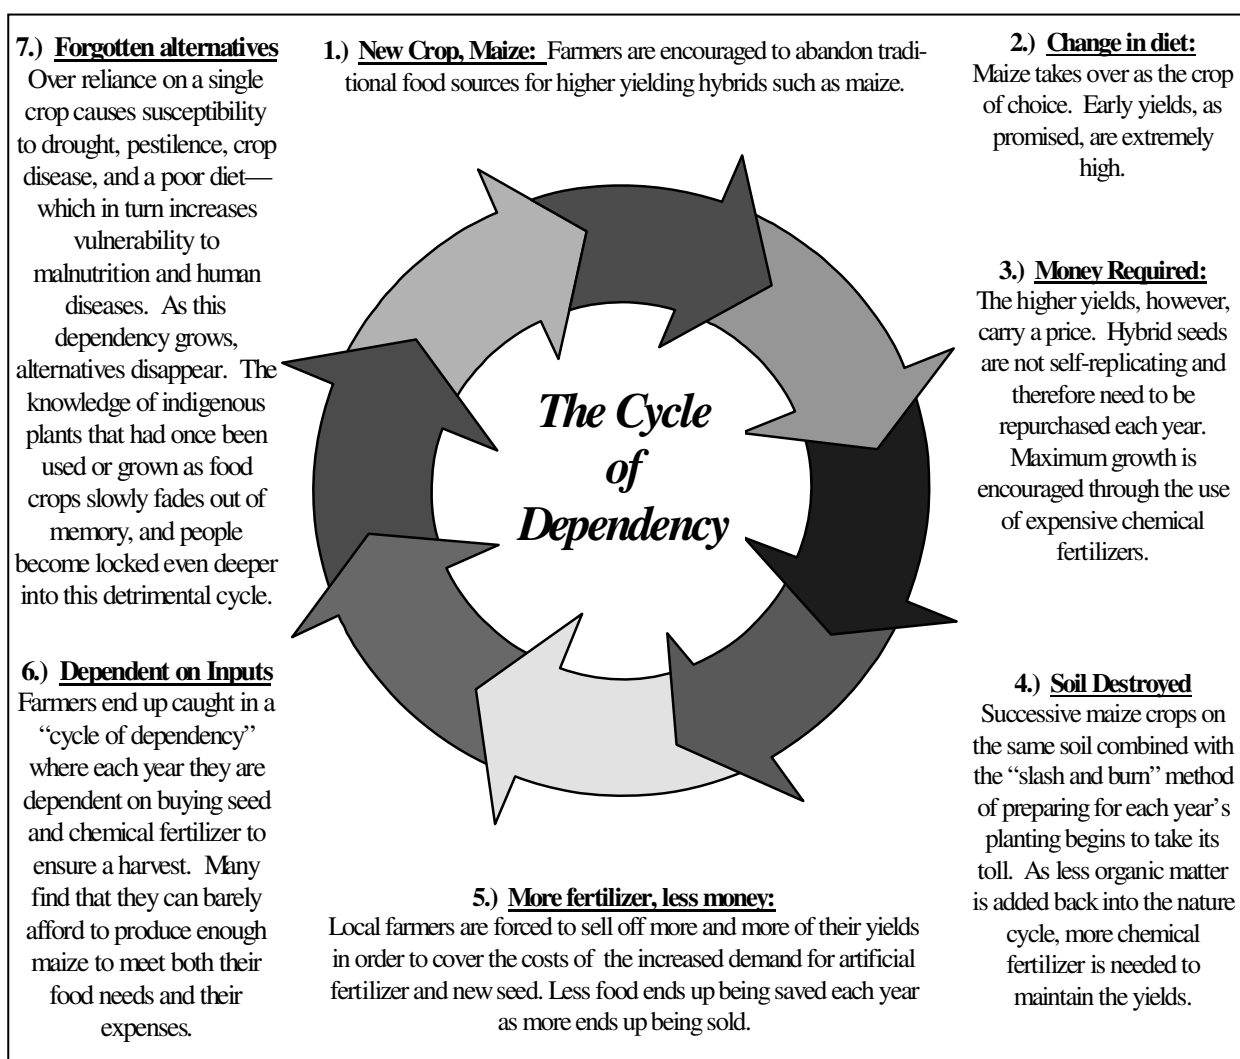 1.) New Crop, Maize: Farmers are encouraged to abandon tradi-
tional food sources for higher yielding hybrids such as maize.
2.) Change in diet:
Maize takes over as the crop
of choice. Early yields, as
promised, are extremely
high.
3.) Money Required:
The higher yields, however,
carry a price. Hybrid seeds
are not self-replicating and
therefore need to be
repurchased each year.
Maximum growth is
encouraged through the use
of expensive chemical
fertilizers.
4.) Soil Destroyed
Successive maize crops on
the same soil combined with
the “slash and burn” method
of preparing for each year’s
planting begins to take its
toll. As less organic matter
is added back into the nature
cycle, more chemical
fertilizer is needed to
maintain the yields.
5.) More fertilizer, less money:
Local farmers are forced to sell off more and more of their yields
in order to cover the costs of the increased demand for artificial
fertilizer and new seed. Less food ends up being saved each year
as more ends up being sold.
6.) Dependent on Inputs
Farmers end up caught in a
“cycle of dependency”
where each year they are
dependent on buying seed
and chemical fertilizer to
ensure a harvest. Many
find that they can barely
afford to produce enough
maize to meet both their
food needs and their
expenses.
7.) Forgotten alternatives
Over reliance on a single
crop causes susceptibility
to drought, pestilence, crop
disease, and a poor diet—
which in turn increases
vulnerability to
malnutrition and human
diseases. As this
dependency grows,
alternatives disappear. The
knowledge of indigenous
plants that had once been
used or grown as food
crops slowly fades out of
memory, and people
become locked even deeper
into this detrimental cycle.
The Cycle
of
Dependency